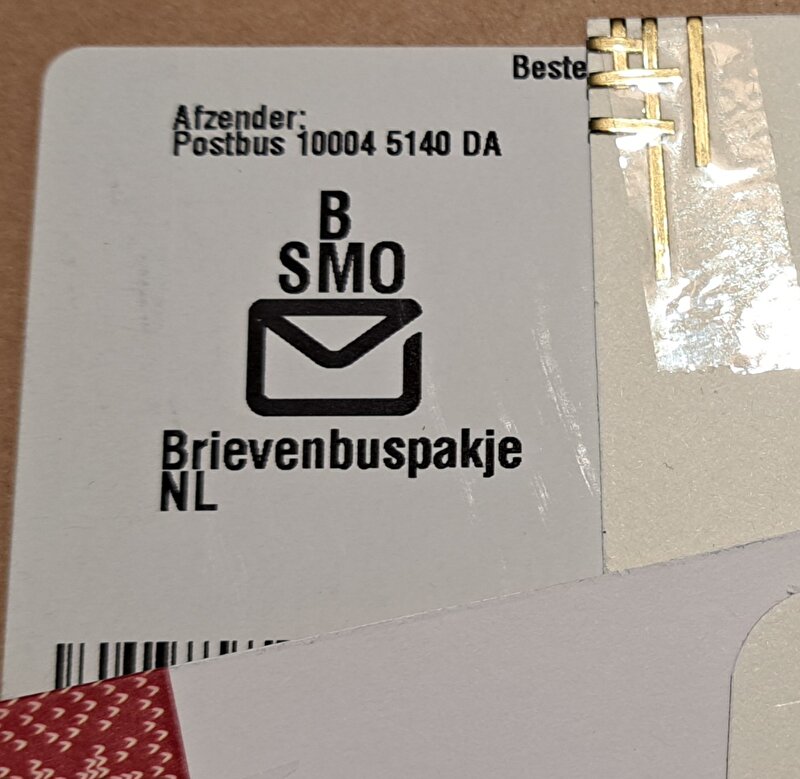 Beste
Afzender:
Postbus 10004 5140 DA
B
SMO
Brievenbuspakje
NL